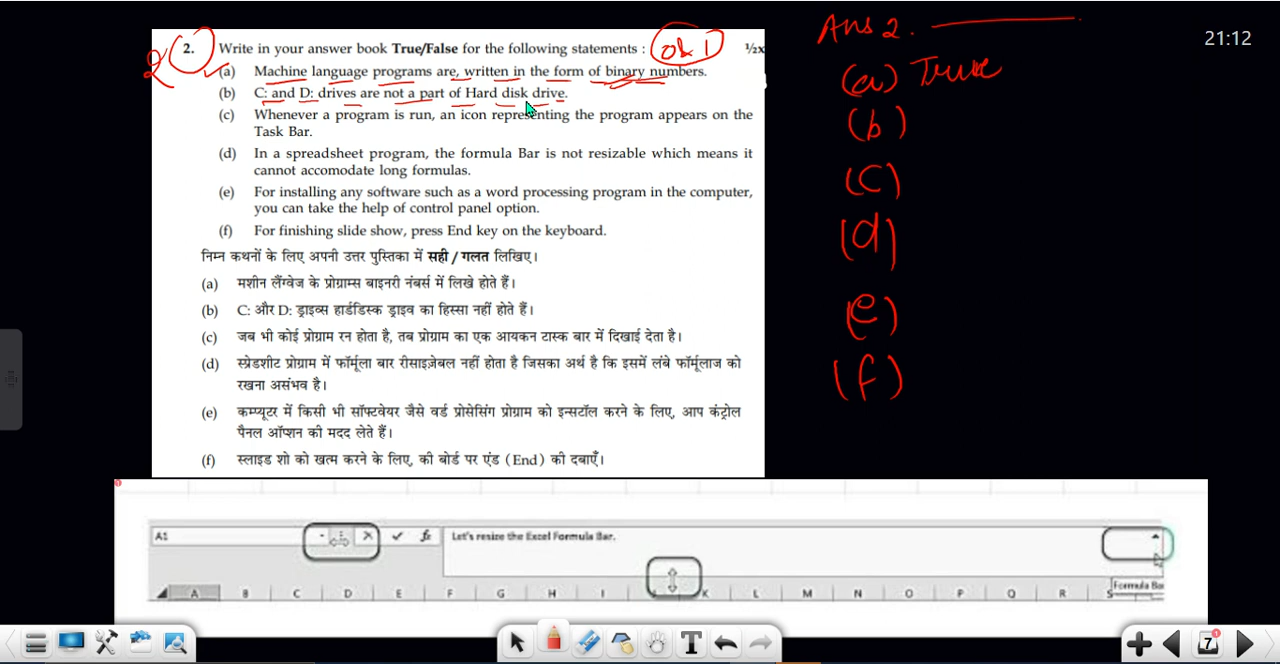 2. Write in your answer book True/False for the following statements : ½x
(a) Machine language programs are, written in the form of binary numbers.
(b) C: and D: drives are not a part of Hard disk drive.
(c) Whenever a program is run, an icon representing the program appears on the
Task Bar.
(d) In a spreadsheet program, the formula Bar is not resizable which means it
cannot accomodate long formulas.
(e) For installing any software such as a word processing program in the computer,
you can take the help of control panel option.
(f) For finishing slide show, press End key on the keyboard.
निम्न कथनों के लिए अपनी उत्तर पुस्तिका में सही / गलत लिखिए।
(a) मशीन लैंग्वेज के प्रोग्राम्स बाइनरी नंबर्स में लिखे होते हैं।
(b) C: और D: ड्राइव्स हार्डडिस्क ड्राइव का हिस्सा नहीं होते हैं।
(c) जब भी कोई प्रोग्राम रन होता है, तब प्रोग्राम का एक आयकन टास्क बार में दिखाई देता है।
(d) स्प्रेडशीट प्रोग्राम में फॉर्मूला बार रीसाइज़ेबल नहीं होता है जिसका अर्थ है कि इसमें लंबे फॉर्मूलाज को
रखना असंभव है।
(e) कम्प्यूटर में किसी भी सॉफ्टवेयर जैसे वर्ड प्रोसेसिंग प्रोग्राम को इन्सटॉल करने के लिए, आप कंट्रोल
पैनल ऑप्शन की मदद लेते हैं।
(f) स्लाइड शो को खत्म करने के लिए, की बोर्ड पर एंड (End) की दबाएँ।
2
Ans 2.
(a) True
(b)
(c)
(d)
(e)
(f)
21:12
A1 fx Let's resize the Excel Formula Bar.
A B C D E F G H I K L M N O P Q R S
Formula Bar
T
7